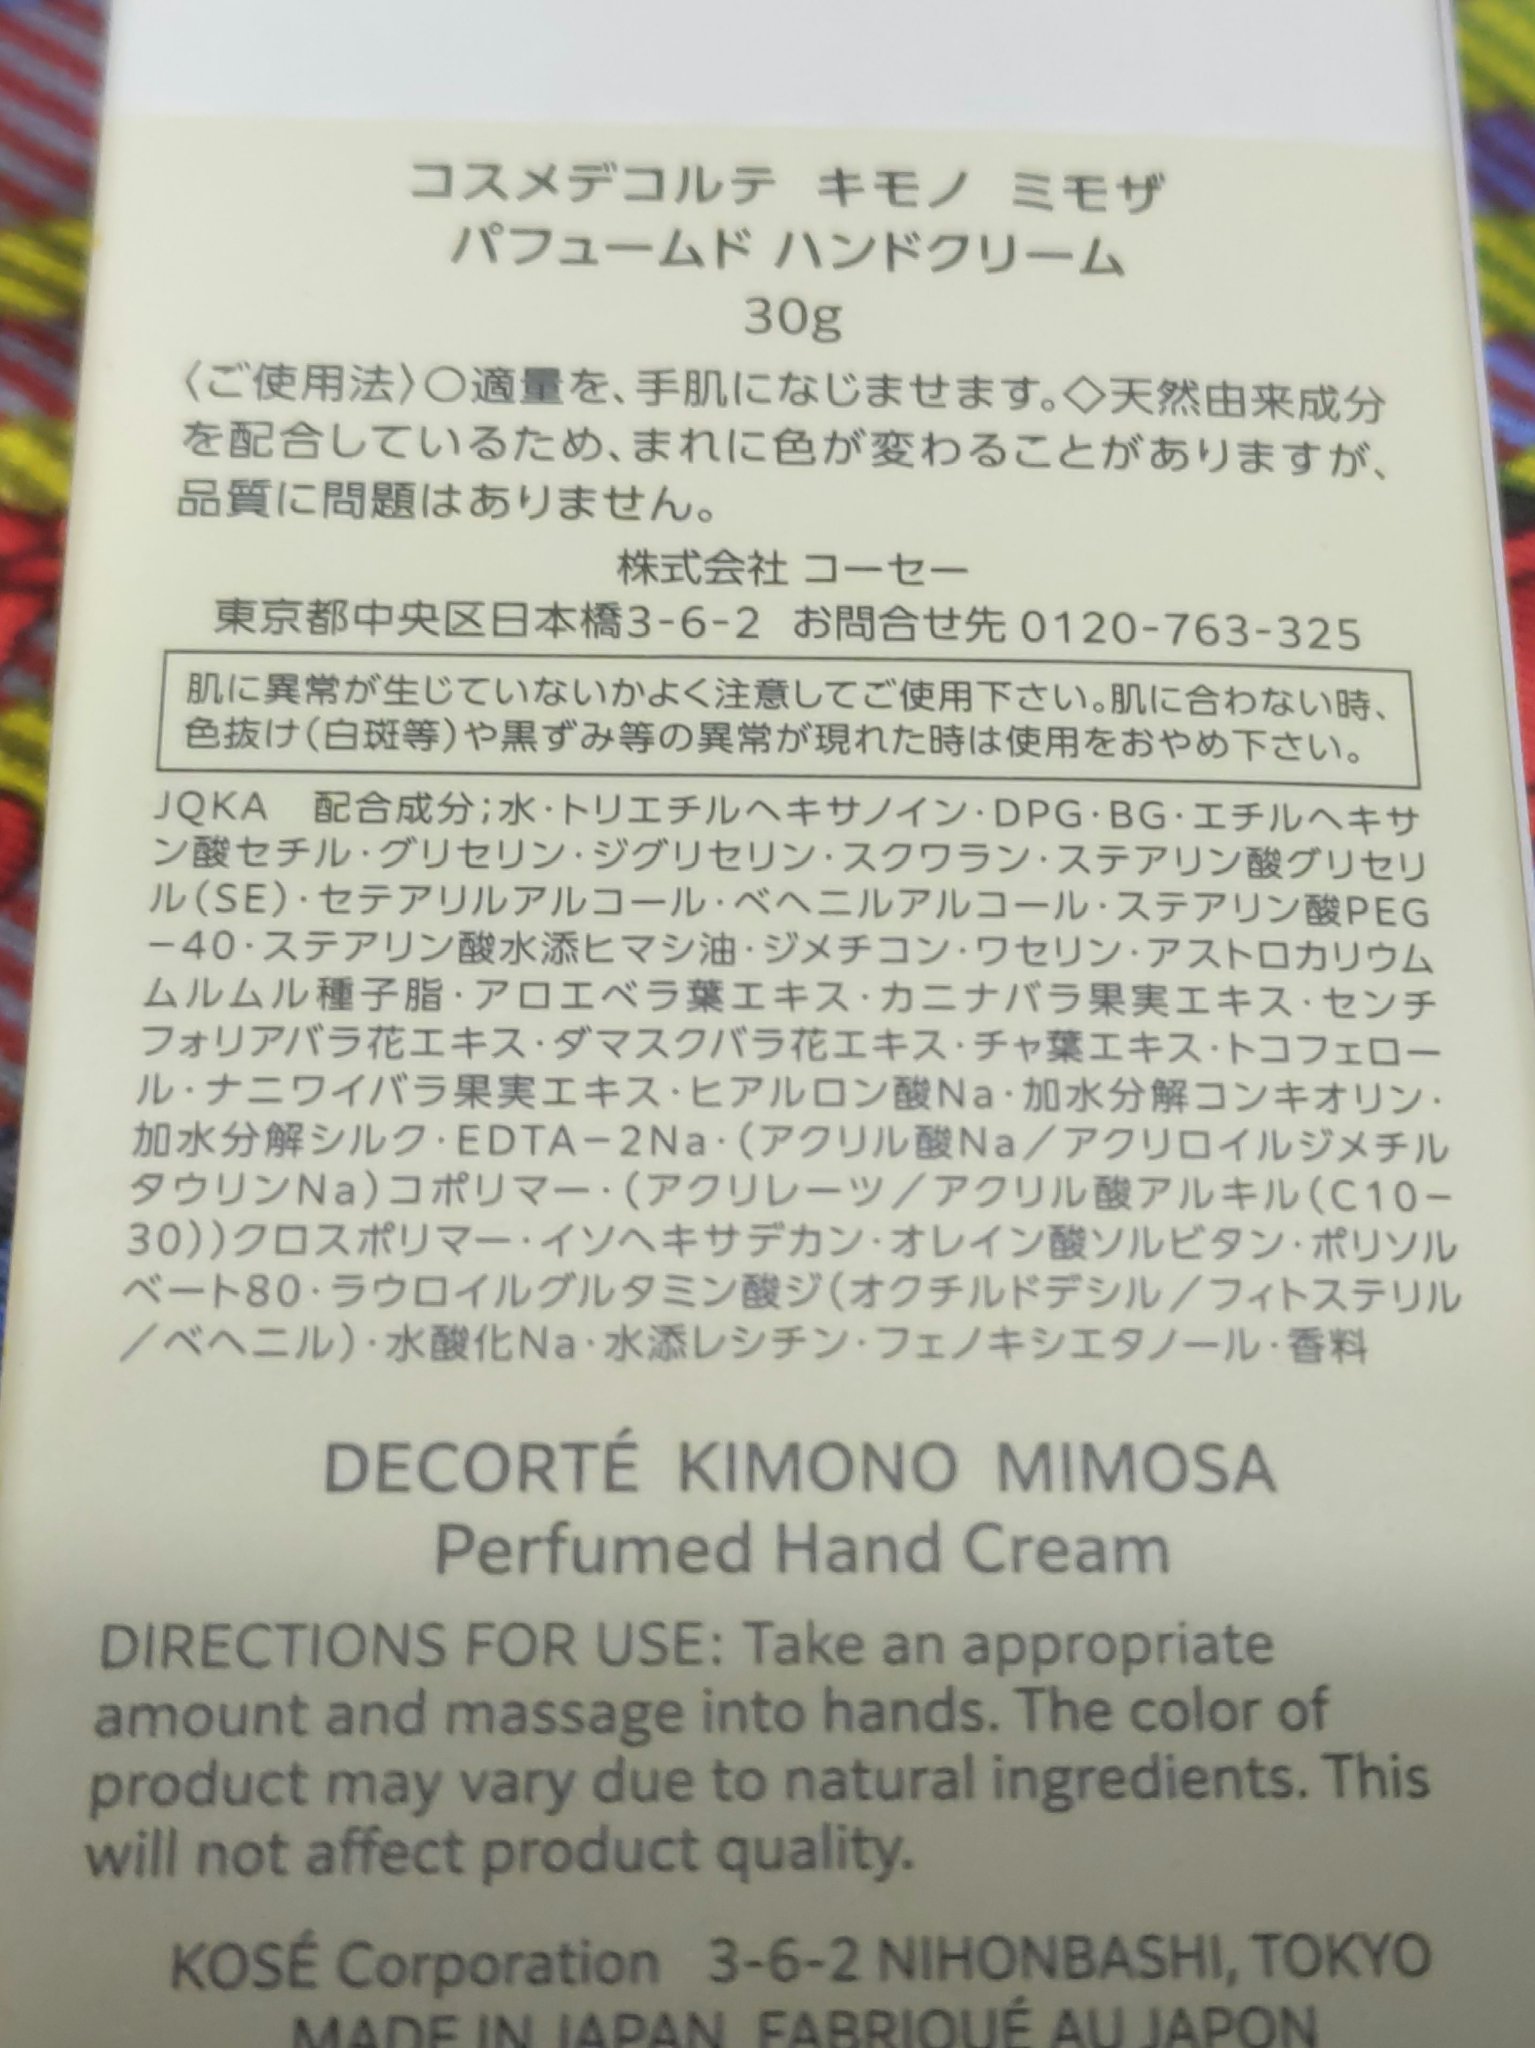 コスメデコルテ キモノ ミモザ
パフュームド ハンドクリーム
30g
〈ご使用法〉○適量を、手肌になじませます。◇天然由来成分
を配合しているため、まれに色が変わることがありますが、
品質に問題はありません。
株式会社 コーセー
東京都中央区日本橋3-6-2 お問合せ先 0120-763-325
肌に異常が生じていないかよく注意してご使用下さい。肌に合わない時、
色抜け(白斑等)や黒ずみ等の異常が現れた時は使用をおやめ下さい。
JQKA 配合成分;水・トリエチルヘキサノイン・DPG・BG・エチルヘキサ
ン酸セチル・グリセリン・ジグリセリン・スクワラン・ステアリン酸グリセリ
ル(SE)・セテアリルアルコール・ベヘニルアルコール・ステアリン酸PEG
−40・ステアリン酸水添ヒマシ油・ジメチコン・ワセリン・アストロカリウム
ムルムル種子脂・アロエベラ葉エキス・カニナバラ果実エキス・センチ
フォリアバラ花エキス・ダマスクバラ花エキス・チャ葉エキス・トコフェロー
ル・ナニワイバラ果実エキス・ヒアルロン酸Na・加水分解コンキオリン・
加水分解シルク・EDTA−2Na・(アクリル酸Na/アクリロイルジメチル
タウリンNa)コポリマー・(アクリレーツ/アクリル酸アルキル(C10−
30))クロスポリマー・イソヘキサデカン・オレイン酸ソルビタン・ポリソル
ベート80・ラウロイルグルタミン酸ジ(オクチルドデシル/フィトステリル
/ベヘニル)・水酸化Na・水添レシチン・フェノキシエタノール・香料
DECORTÉ KIMONO MIMOSA
Perfumed Hand Cream
DIRECTIONS FOR USE: Take an appropriate
amount and massage into hands. The color of
product may vary due to natural ingredients. This
will not affect product quality.
KOSÉ Corporation 3-6-2 NIHONBASHI, TOKYO
MADE IN JAPAN FABRIQUÉ AU JAPON